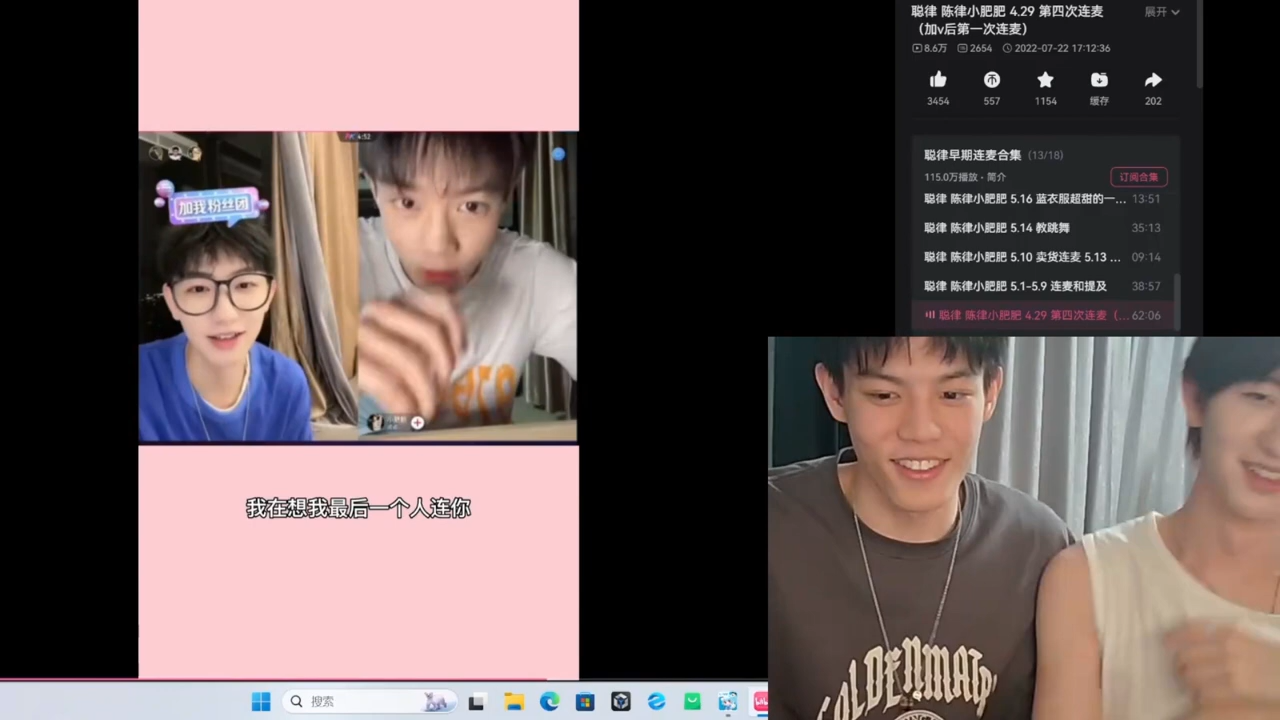 加我粉丝团
我在想我最后一个人连你
聪律 陈律小肥肥 4.29 第四次连麦
（加v后第一次连麦）
展开
8.6万 2654 2022-07-22 17:12:36
3454 557 1154 缓存 202
聪律早期连麦合集 (13/18)
115.0万播放 · 简介
订阅合集
聪律 陈律小肥肥 5.16 蓝衣服超甜的一... 13:51
聪律 陈律小肥肥 5.14 教跳舞 35:13
聪律 陈律小肥肥 5.10 卖货连麦 5.13 ... 09:14
聪律 陈律小肥肥 5.1-5.9 连麦和提及 38:57
聪律 陈律小肥肥 4.29 第四次连麦（... 62:06
搜索